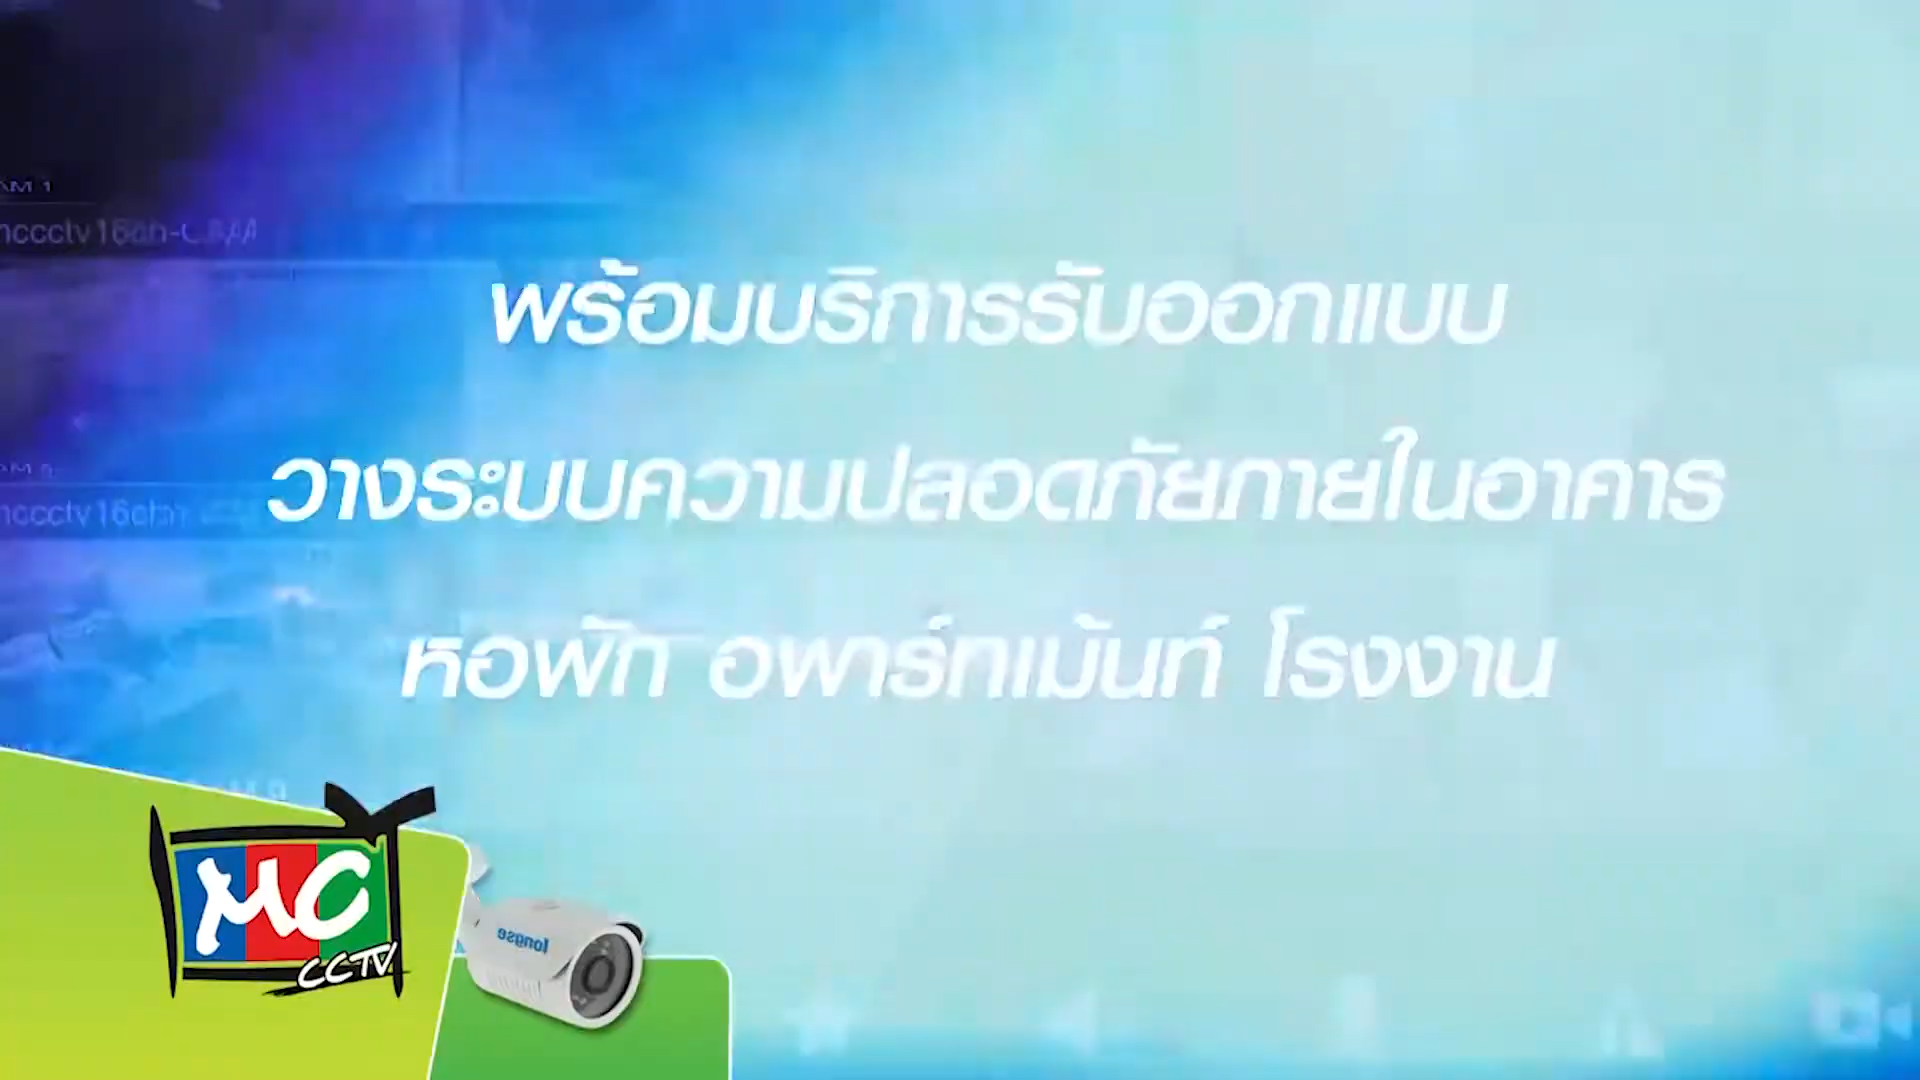 พร้อมบริการรับออกแบบ
วางระบบความปลอดภัยภายในอาคาร
หอพัก อพาร์ทเม้นท์ โรงงาน
MC
CCTV
longse